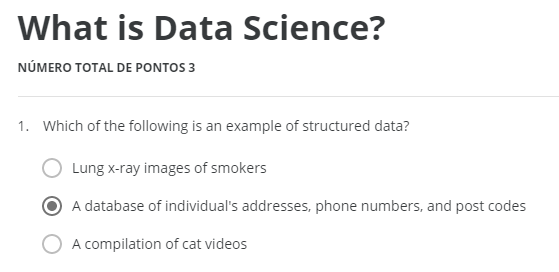 What is Data Science?
NÚMERO TOTAL DE PONTOS 3
1. Which of the following is an example of structured data?
Lung x-ray images of smokers
A database of individual's addresses, phone numbers, and post codes
A compilation of cat videos